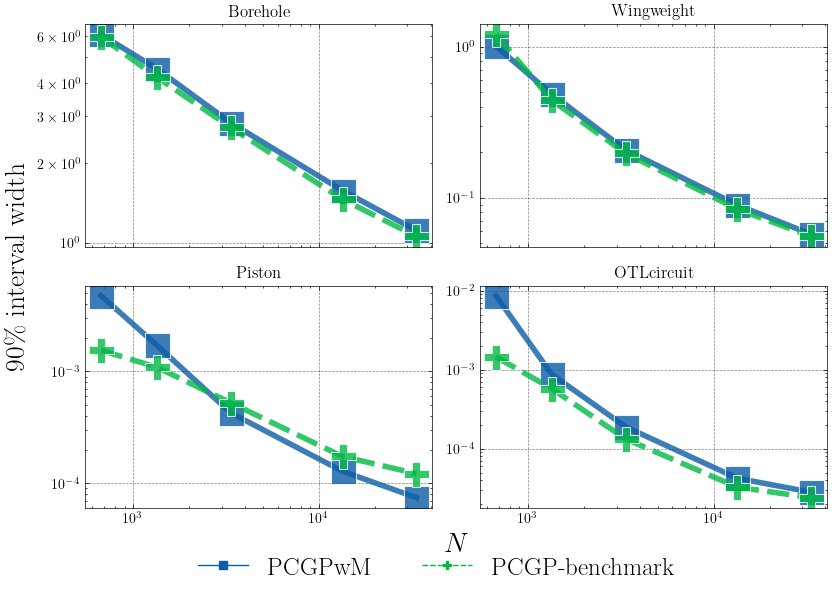 Borehole
Wingweight
6 × 10⁰
4 × 10⁰
3 × 10⁰
2 × 10⁰
10⁰
10⁰
10⁻¹
90% interval width
Piston
OTLcircuit
10⁻³
10⁻⁴
10⁻²
10⁻³
10⁻⁴
10³
10⁴
10³
10⁴
N
PCGPwM
PCGP-benchmark